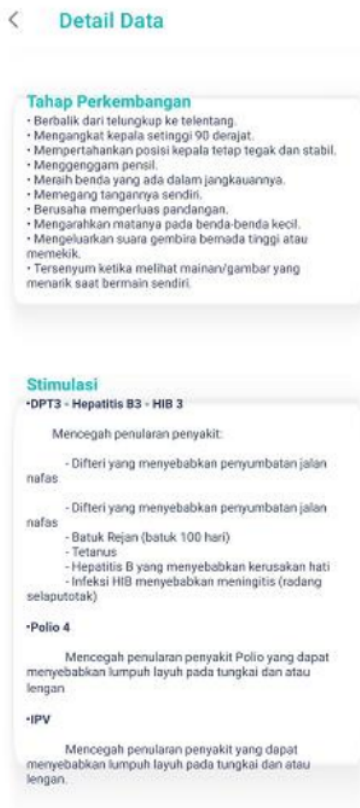 Detail Data
Tahap Perkembangan
• Berbalik dari telungkup ke telentang.
• Mengangkat kepala setinggi 90 derajat.
• Mempertahankan posisi kepala tetap tegak dan stabil.
• Menggenggam pensil.
• Meraih benda yang ada dalam jangkauannya.
• Memegang tangannya sendiri.
• Berusaha memperluas pandangan.
• Mengarahkan matanya pada benda-benda kecil.
• Mengeluarkan suara gembira bernada tinggi atau
memekik.
• Tersenyum ketika melihat mainan/gambar yang
menarik saat bermain sendiri.
Stimulasi
•DPT3 - Hepatitis B3 - HIB 3
Mencegah penularan penyakit:
- Difteri yang menyebabkan penyumbatan jalan
nafas
- Difteri yang menyebabkan penyumbatan jalan
nafas
- Batuk Rejan (batuk 100 hari)
- Tetanus
- Hepatitis B yang menyebabkan kerusakan hati
- Infeksi HIB menyebabkan meningitis (radang
selaputotak)
•Polio 4
Mencegah penularan penyakit Polio yang dapat
menyebabkan lumpuh layuh pada tungkai dan atau
lengan
•IPV
Mencegah penularan penyakit yang dapat
menyebabkan lumpuh layuh pada tungkai dan atau
lengan.